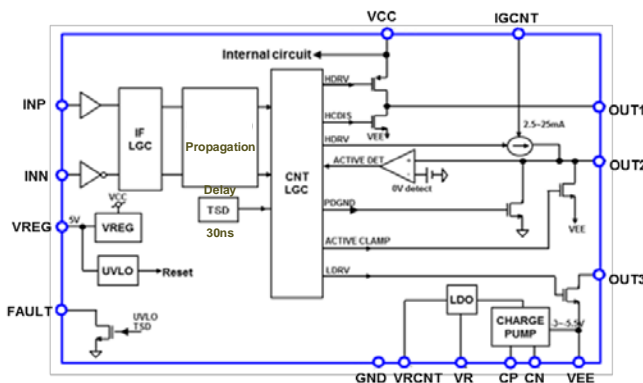 VCC
IGCNT
Internal circuit
HDRV
INP
OUT1
IF
LGC
HCDIS
VEE
2.5~25mA
Propagation
HDRV
CNT
LGC
ACTIVE DET
+
-
0V detect
OUT2
INN
Delay
VCC
TSD
PDGND
VREG
5V
VREG
30ns
VEE
ACTIVE CLAMP
UVLO
Reset
LDRV
OUT3
FAULT
UVLO
TSD
LDO
CHARGE
PUMP
-3~-5.5V
GND
VRCNT
VR
CP
CN
VEE